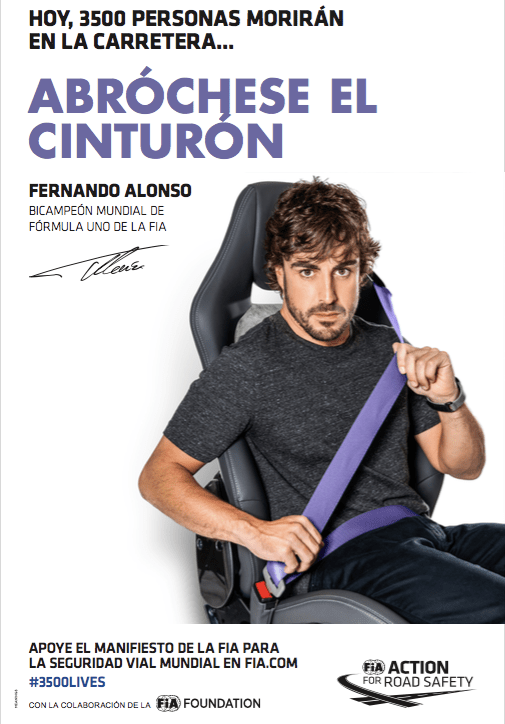 HOY, 3500 PERSONAS MORIRÁN
EN LA CARRETERA...
ABRÓCHESE EL
CINTURÓN
FERNANDO ALONSO
BICAMPEÓN MUNDIAL DE
FÓRMULA UNO DE LA FIA
APOYE EL MANIFIESTO DE LA FIA PARA
LA SEGURIDAD VIAL MUNDIAL EN FIA.COM
#3500LIVES
CON LA COLABORACIÓN DE LA FiA FOUNDATION
FiA ACTION
FOR ROAD SAFETY